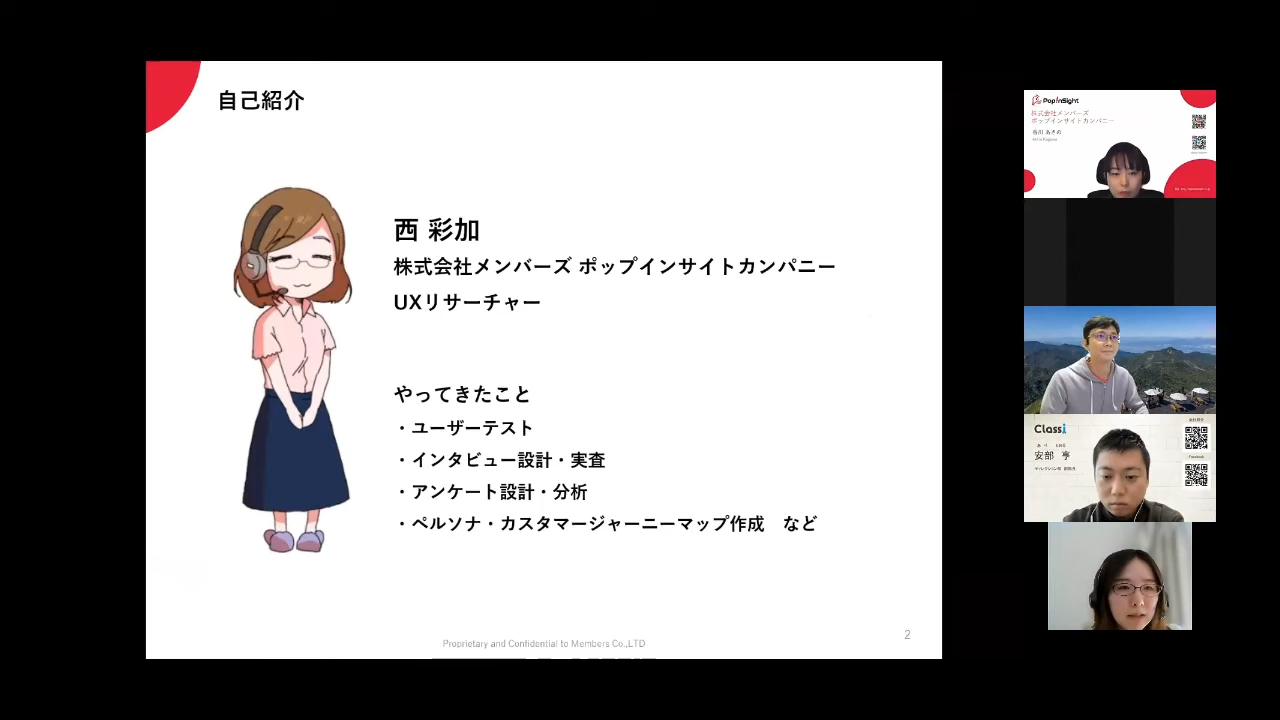 自己紹介
西 彩加
株式会社メンバーズ ポップインサイトカンパニー
UXリサーチャー
やってきたこと
・ユーザーテスト
・インタビュー設計・実査
・アンケート設計・分析
・ペルソナ・カスタマージャーニーマップ作成　など
Proprietary and Confidential to Members Co.,LTD
2
PopInSight
株式会社メンバーズ
ポップインサイトカンパニー
Classi
安部 亨
Facebook